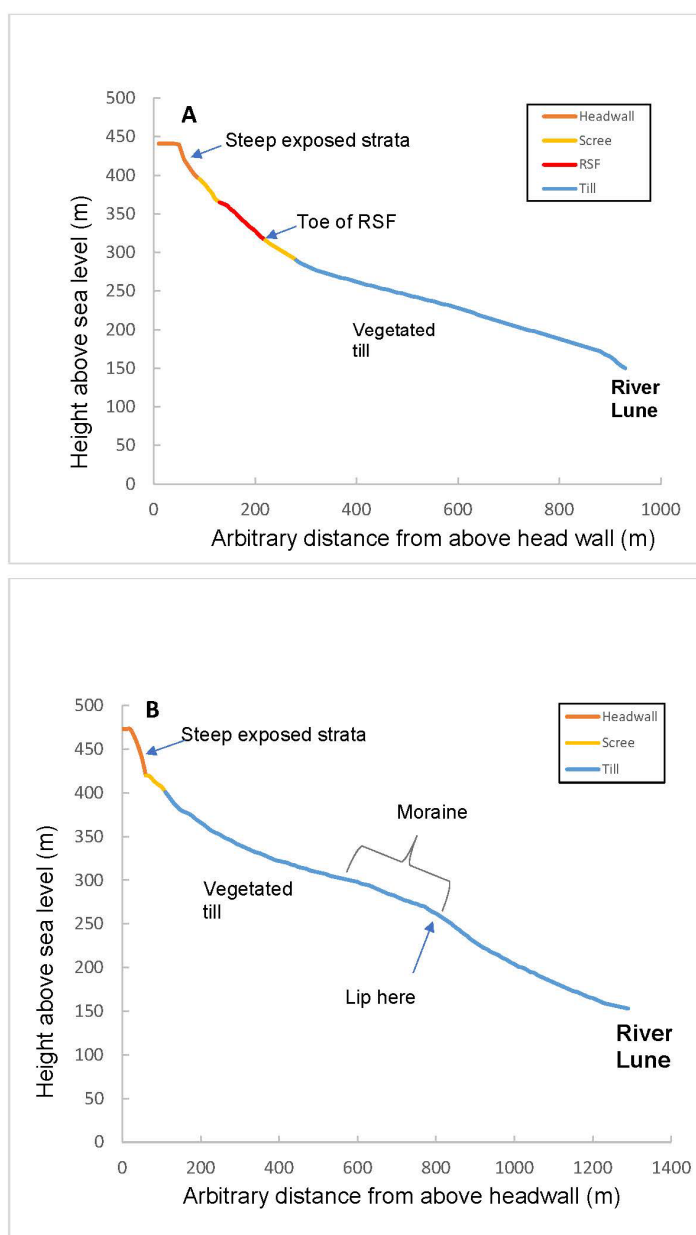 A
500
450
400
350
300
250
200
150
100
50
0
Height above sea level (m)
Steep exposed strata
Toe of RSF
Vegetated
till
River
Lune
Headwall
Scree
RSF
Till
0 200 400 600 800 1000
Arbitrary distance from above head wall (m)
B
500
450
400
350
300
250
200
150
100
50
0
Height above sea level (m)
Steep exposed strata
Moraine
Vegetated
till
Lip here
River
Lune
Headwall
Scree
Till
0 200 400 600 800 1000 1200 1400
Arbitrary distance from above headwall (m)